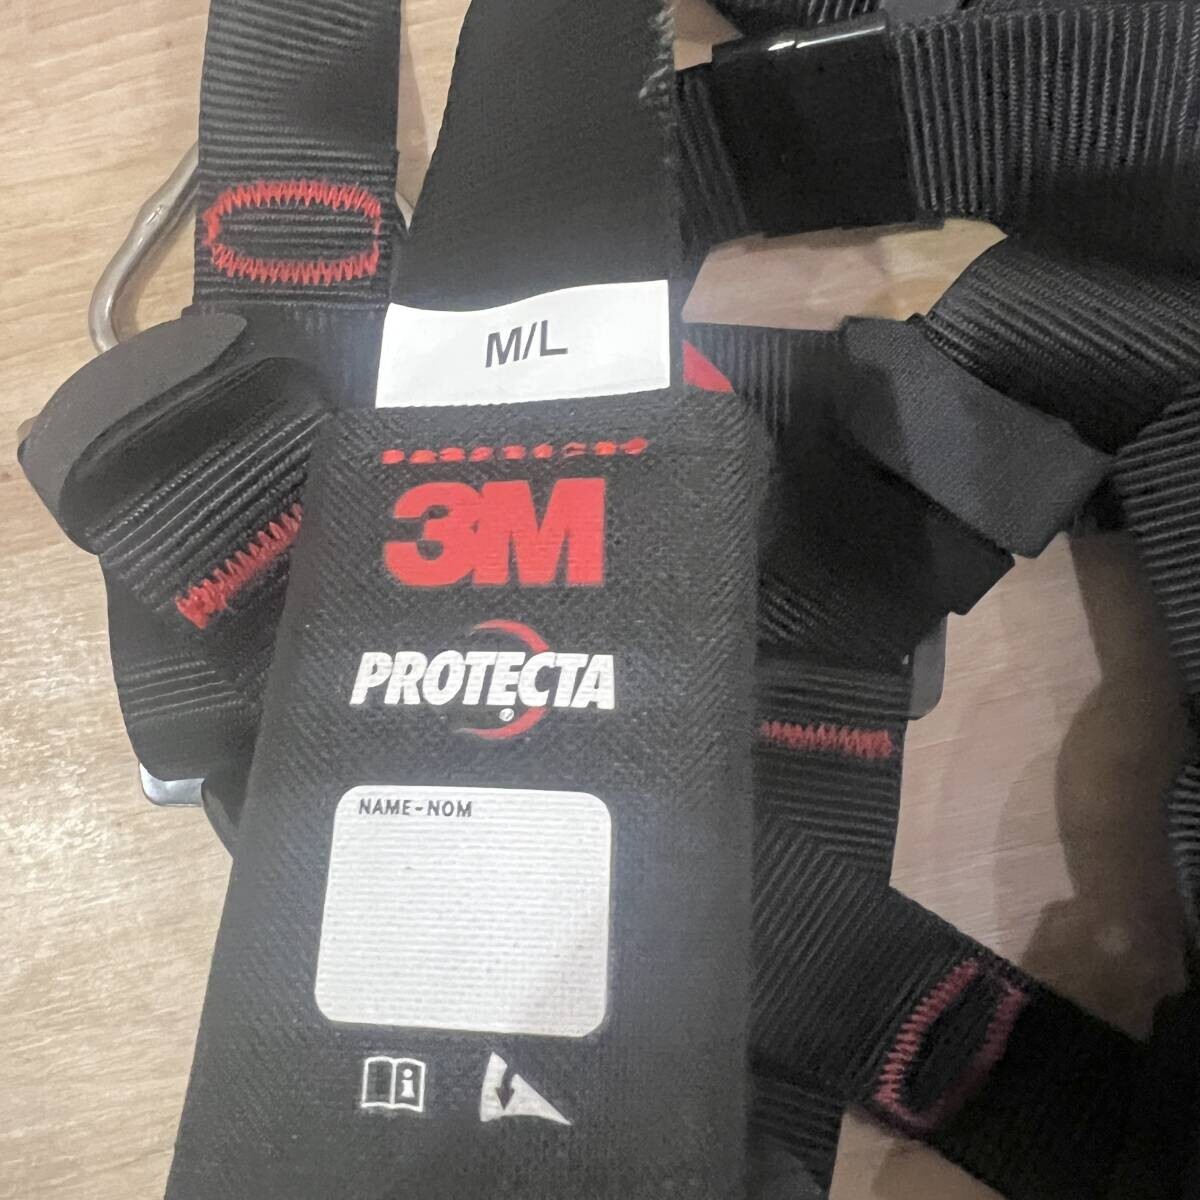 M/L
3M
PROTECTA
®
NAME-NOM
i